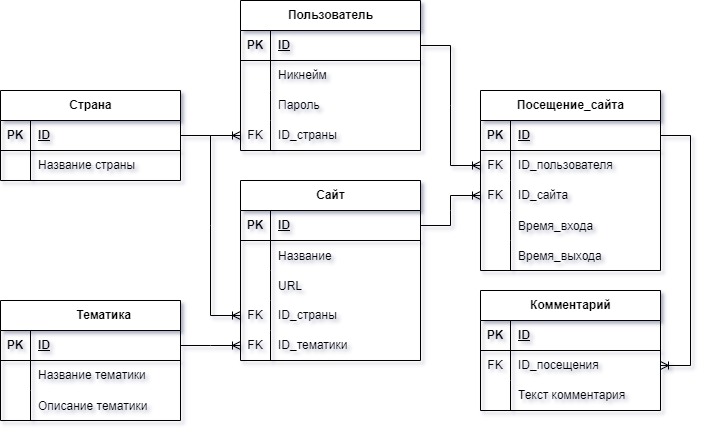 Пользователь
PK ID
Никнейм
Пароль
FK ID_страны
Страна
PK ID
Название страны
Посещение_сайта
PK ID
FK ID_пользователя
FK ID_сайта
Время_входа
Время_выхода
Сайт
PK ID
Название
URL
FK ID_страны
FK ID_тематики
Тематика
PK ID
Название тематики
Описание тематики
Комментарий
PK ID
FK ID_посещения
Текст комментария